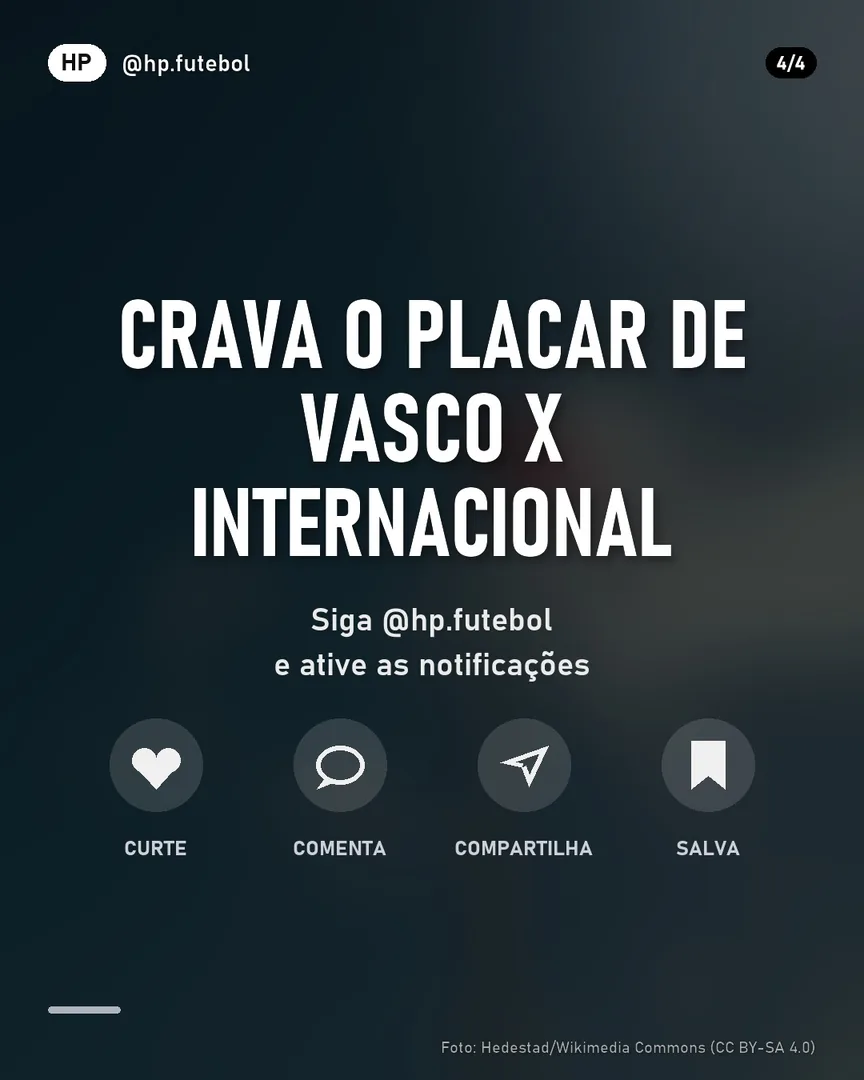 HP @hp.futebol 4/4
CRAVA O PLACAR DE
VASCO X
INTERNACIONAL
Siga @hp.futebol
e ative as notificações
CURTE COMENTA COMPARTILHA SALVA
Foto: Hedestad/Wikimedia Commons (CC BY-SA 4.0)